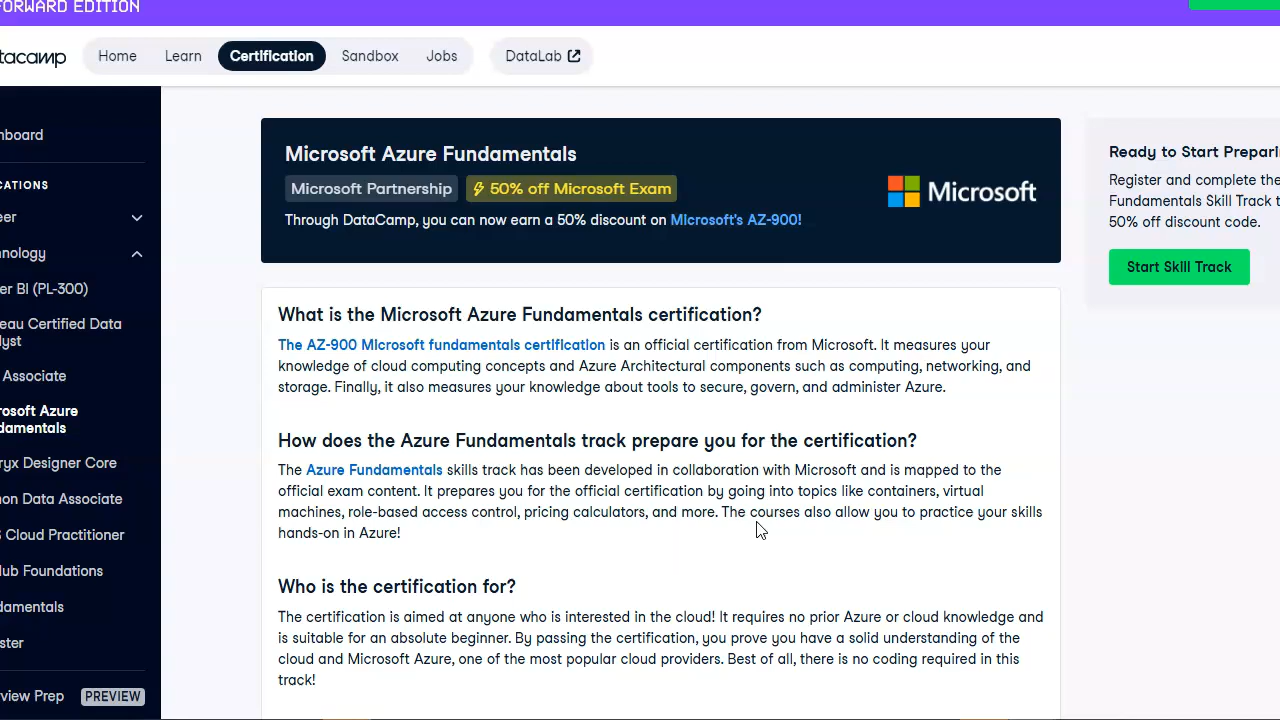 FORWARD EDITION
tacamp
Home
Learn
Certification
Sandbox
Jobs
DataLab
nboard
CATIONS
eer
nology
er BI (PL-300)
eau Certified Data
lyst
Associate
rosoft Azure
damentals
ryx Designer Core
on Data Associate
S Cloud Practitioner
Hub Foundations
damentals
ster
view Prep
PREVIEW
Microsoft Azure Fundamentals
Microsoft Partnership
50% off Microsoft Exam
Through DataCamp, you can now earn a 50% discount on Microsoft's AZ-900!
Microsoft
What is the Microsoft Azure Fundamentals certification?
The AZ-900 Microsoft fundamentals certification is an official certification from Microsoft. It measures your
knowledge of cloud computing concepts and Azure Architectural components such as computing, networking, and
storage. Finally, it also measures your knowledge about tools to secure, govern, and administer Azure.
How does the Azure Fundamentals track prepare you for the certification?
The Azure Fundamentals skills track has been developed in collaboration with Microsoft and is mapped to the
official exam content. It prepares you for the official certification by going into topics like containers, virtual
machines, role-based access control, pricing calculators, and more. The courses also allow you to practice your skills
hands-on in Azure!
Who is the certification for?
The certification is aimed at anyone who is interested in the cloud! It requires no prior Azure or cloud knowledge and
is suitable for an absolute beginner. By passing the certification, you prove you have a solid understanding of the
cloud and Microsoft Azure, one of the most popular cloud providers. Best of all, there is no coding required in this
track!
Ready to Start Preparin
Register and complete the
Fundamentals Skill Track t
50% off discount code.
Start Skill Track